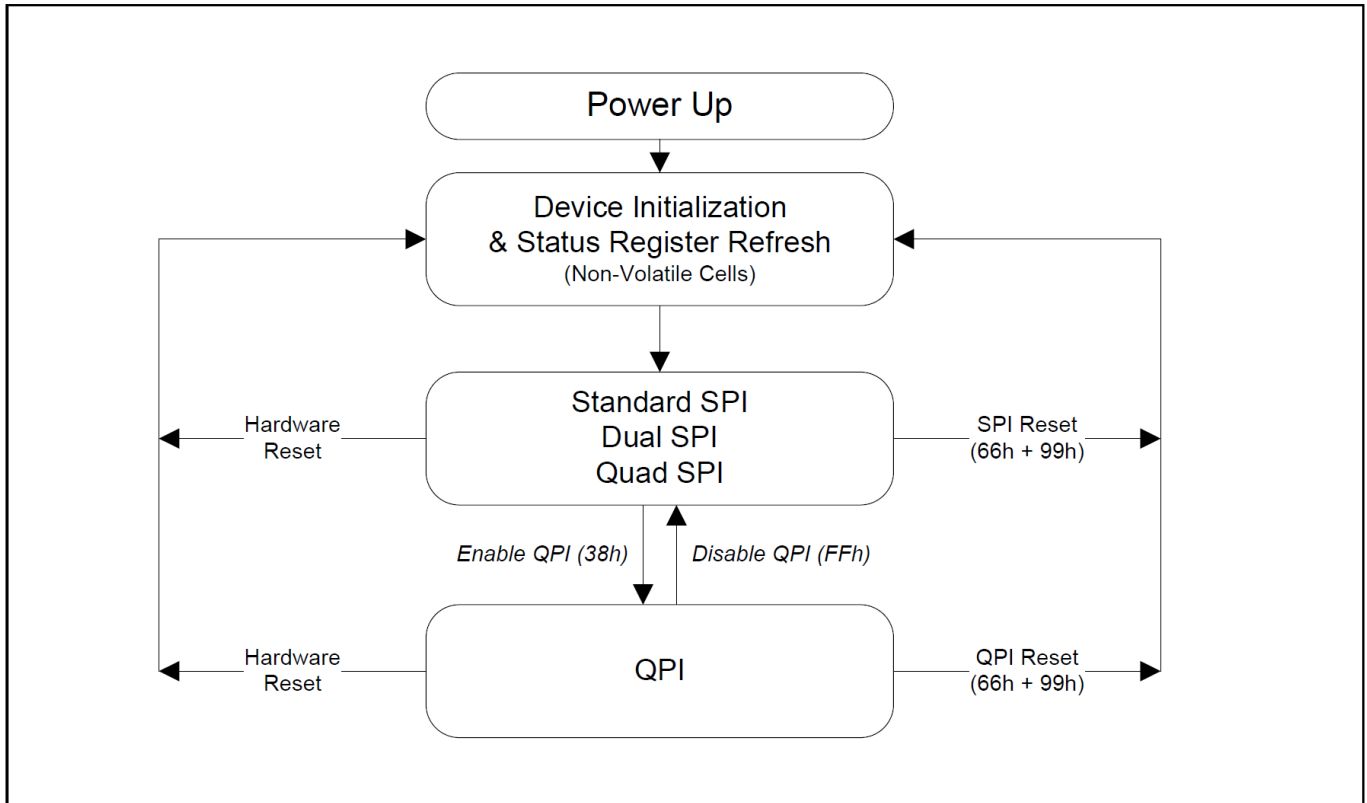 Power Up
Device Initialization
& Status Register Refresh
(Non-Volatile Cells)
Standard SPI
Dual SPI
Quad SPI
Hardware
Reset
SPI Reset
(66h + 99h)
Enable QPI (38h)
Disable QPI (FFh)
QPI
Hardware
Reset
QPI Reset
(66h + 99h)